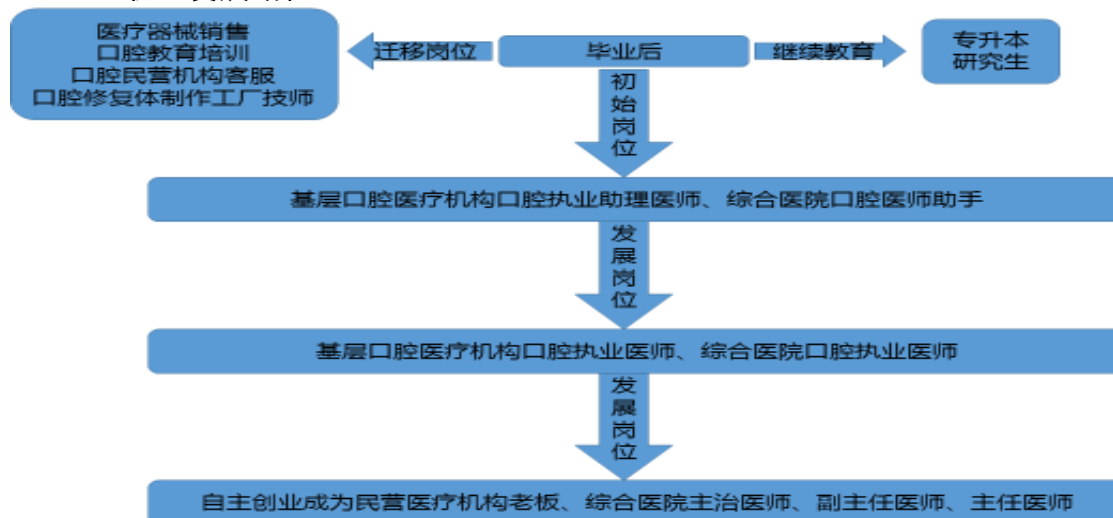 医疗器械销售
口腔教育培训
口腔民营机构客服
口腔修复体制作工厂技师
迁移岗位
毕业后
继续教育
专升本
研究生
初
始
岗
位
基层口腔医疗机构口腔执业助理医师、综合医院口腔医师助手
发
展
岗
位
基层口腔医疗机构口腔执业医师、综合医院口腔执业医师
发
展
岗
位
自主创业成为民营医疗机构老板、综合医院主治医师、副主任医师、主任医师